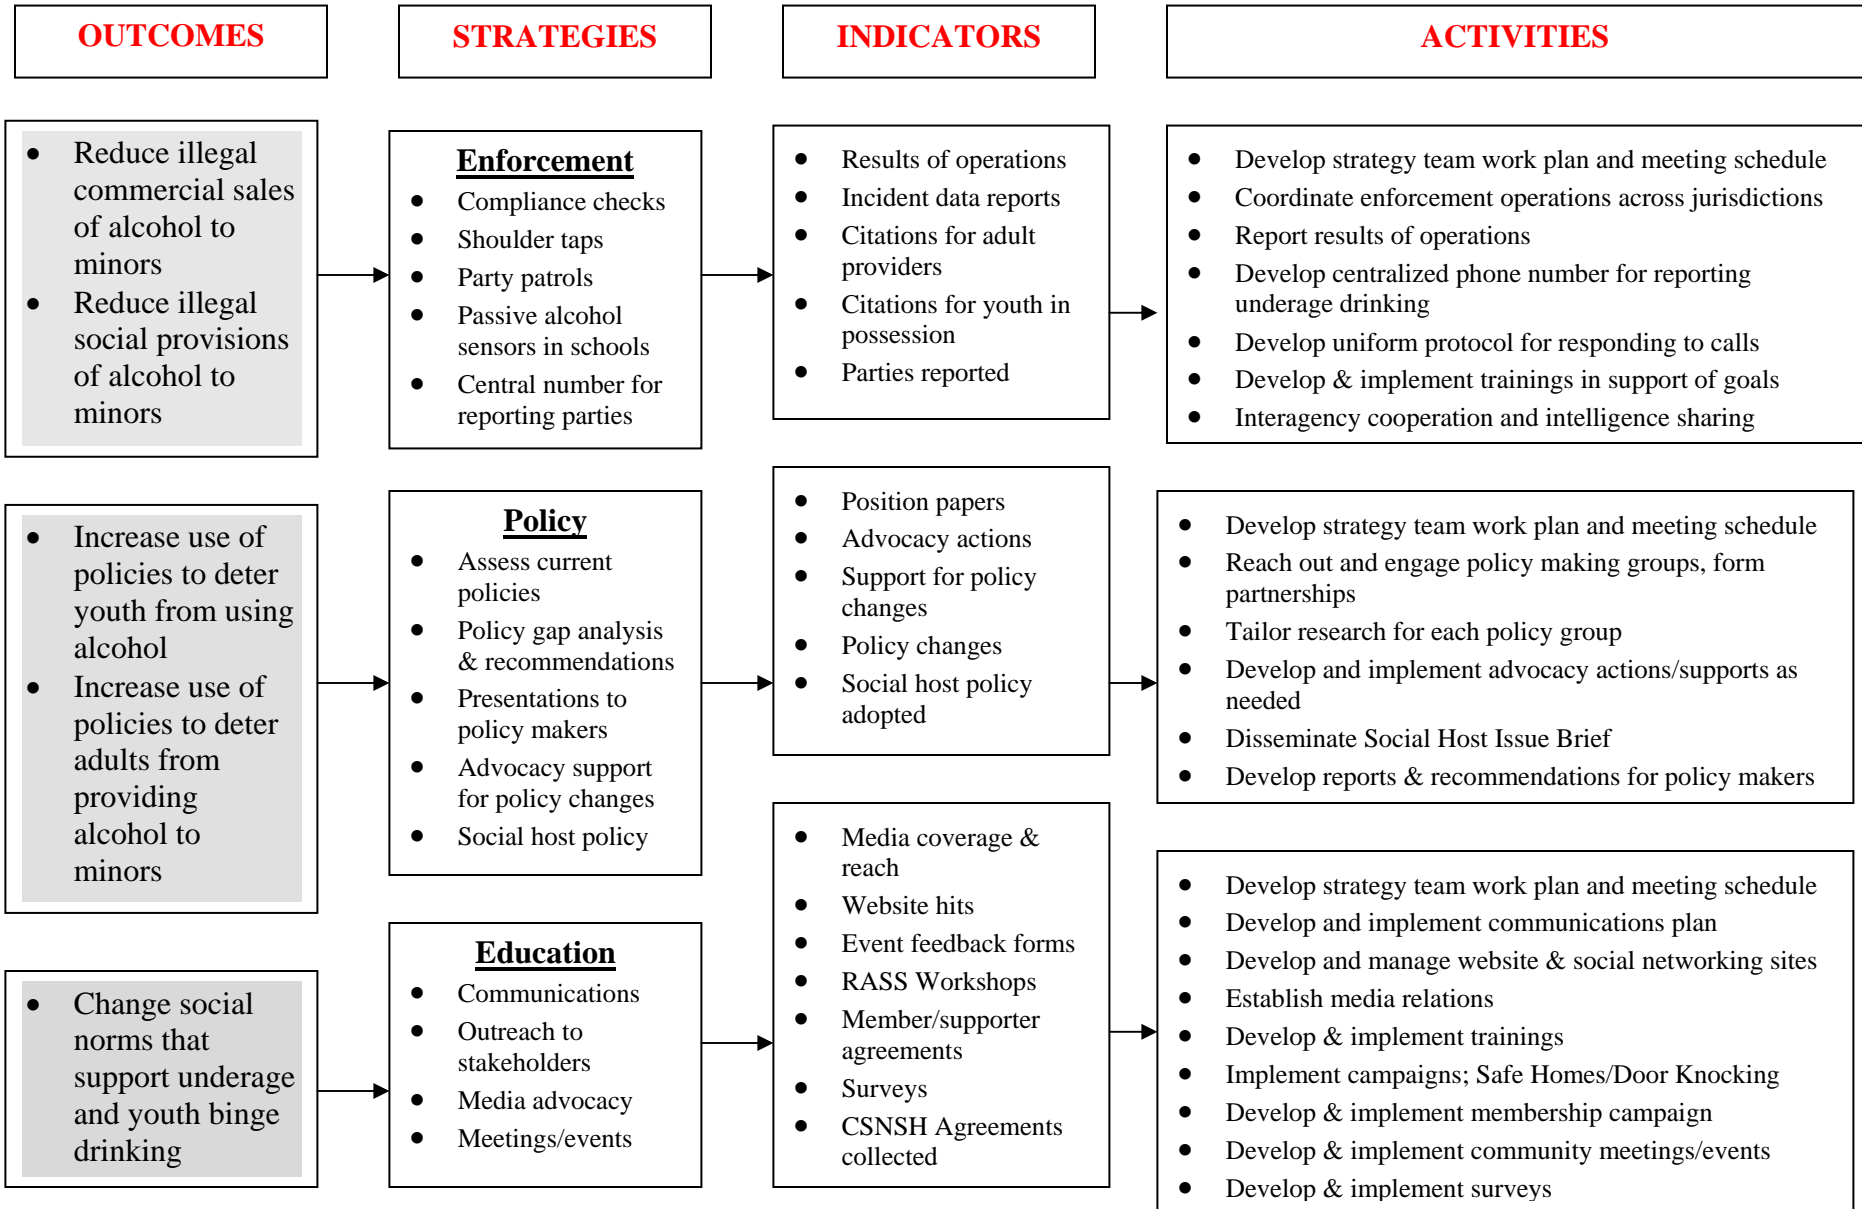 OUTCOMES
STRATEGIES
INDICATORS
ACTIVITIES
• Reduce illegal
commercial sales
of alcohol to
minors
• Reduce illegal
social provisions
of alcohol to
minors
Enforcement
• Compliance checks
• Shoulder taps
• Party patrols
• Passive alcohol
sensors in schools
• Central number for
reporting parties
• Results of operations
• Incident data reports
• Citations for adult
providers
• Citations for youth in
possession
• Parties reported
• Develop strategy team work plan and meeting schedule
• Coordinate enforcement operations across jurisdictions
• Report results of operations
• Develop centralized phone number for reporting
underage drinking
• Develop uniform protocol for responding to calls
• Develop & implement trainings in support of goals
• Interagency cooperation and intelligence sharing
• Increase use of
policies to deter
youth from using
alcohol
• Increase use of
policies to deter
adults from
providing
alcohol to
minors
Policy
• Assess current
policies
• Policy gap analysis
& recommendations
• Presentations to
policy makers
• Advocacy support
for policy changes
• Social host policy
• Position papers
• Advocacy actions
• Support for policy
changes
• Policy changes
• Social host policy
adopted
• Develop strategy team work plan and meeting schedule
• Reach out and engage policy making groups, form
partnerships
• Tailor research for each policy group
• Develop and implement advocacy actions/supports as
needed
• Disseminate Social Host Issue Brief
• Develop reports & recommendations for policy makers
• Change social
norms that
support underage
and youth binge
drinking
Education
• Communications
• Outreach to
stakeholders
• Media advocacy
• Meetings/events
• Media coverage &
reach
• Website hits
• Event feedback forms
• RASS Workshops
• Member/supporter
agreements
• Surveys
• CSNSH Agreements
collected
• Develop strategy team work plan and meeting schedule
• Develop and implement communications plan
• Develop and manage website & social networking sites
• Establish media relations
• Develop & implement trainings
• Implement campaigns; Safe Homes/Door Knocking
• Develop & implement membership campaign
• Develop & implement community meetings/events
• Develop & implement surveys